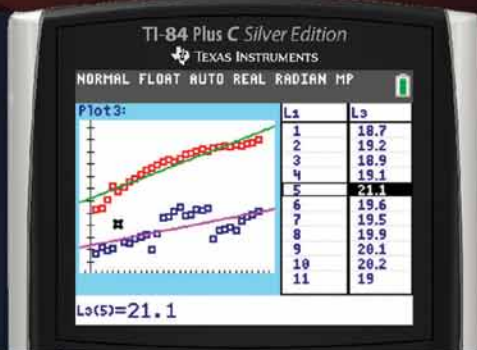 TI-84 Plus C Silver Edition
TEXAS INSTRUMENTS
NORMAL FLOAT AUTO REAL RADIAN MP
Plot3:
L1 L3
1 18.7
2 19.2
3 18.9
4 19.1
5 21.1
6 19.6
7 19.5
8 19.9
9 20.1
10 20.2
11 19
L3(5)=21.1